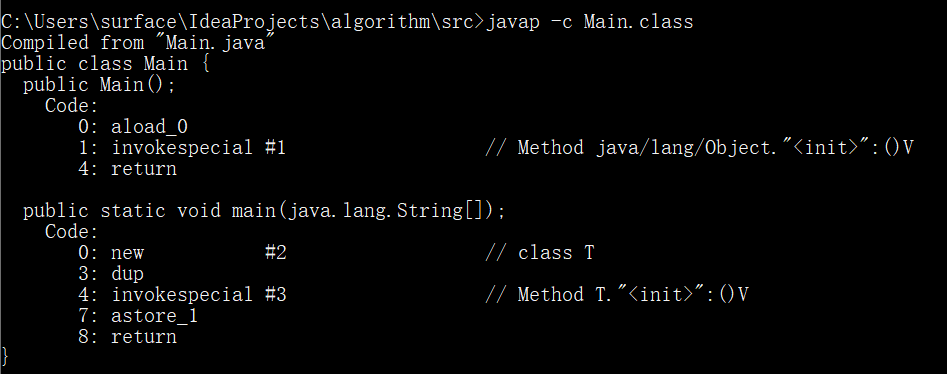 C:\Users\surface\IdeaProjects\algorithm\src>javap -c Main.class
Compiled from "Main.java"
public class Main {
  public Main();
    Code:
       0: aload_0
       1: invokespecial #1                  // Method java/lang/Object."<init>":()V
       4: return

  public static void main(java.lang.String[]);
    Code:
       0: new           #2                  // class T
       3: dup
       4: invokespecial #3                  // Method T."<init>":()V
       7: astore_1
       8: return
}